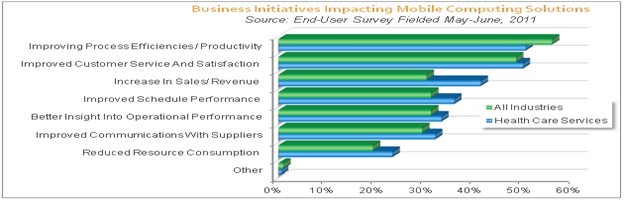 Business Initiatives Impacting Mobile Computing Solutions
Source: End-User Survey Fielded May-June, 2011
Improving Process Efficiencies/Productivity
Improved Customer Service And Satisfaction
Increase In Sales/Revenue
Improved Schedule Performance
Better Insight Into Operational Performance
Improved Communications With Suppliers
Reduced Resource Consumption
Other
All Industries
Health Care Services
0% 10% 20% 30% 40% 50% 60%